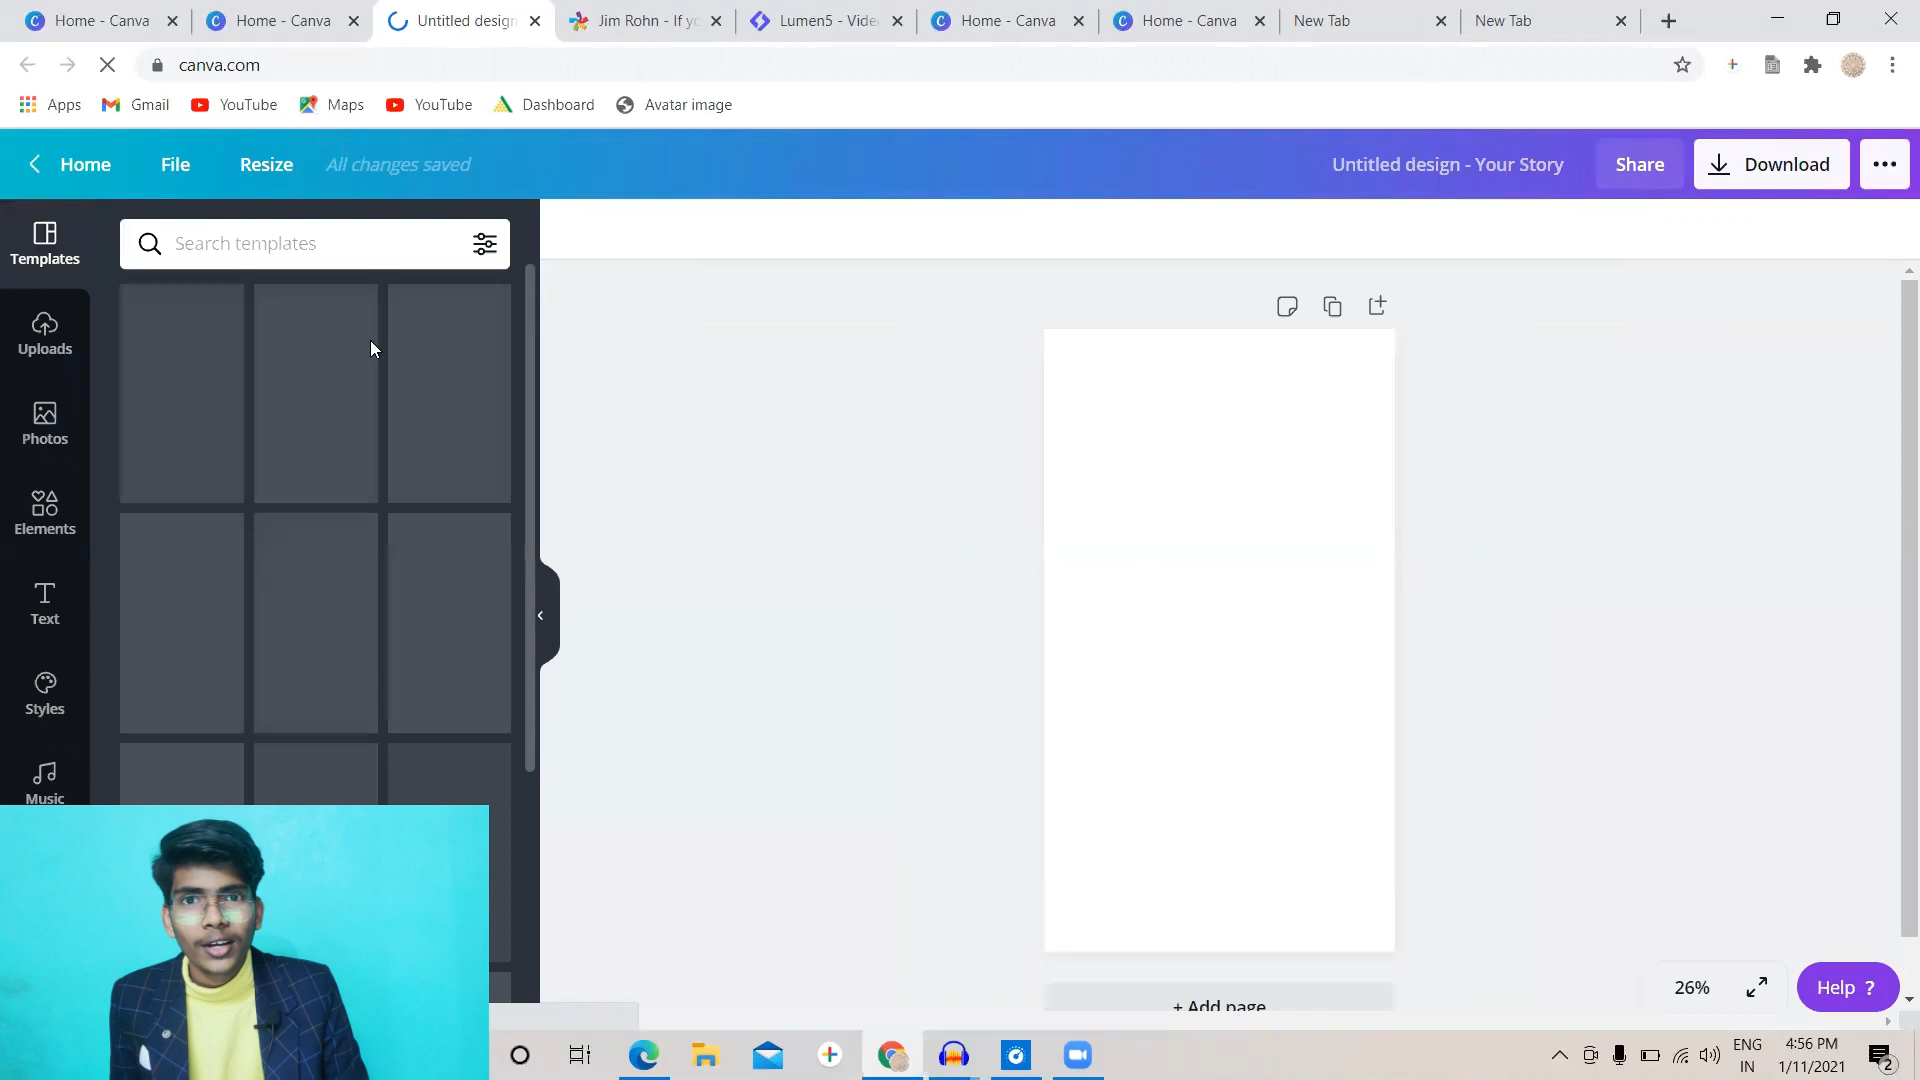 Home - Canva
Home - Canva
Untitled design
Jim Rohn - If yo
Lumen5 - Vide
Home - Canva
Home - Canva
New Tab
New Tab
canva.com
Apps
Gmail
YouTube
Maps
YouTube
Dashboard
Avatar image
Home
File
Resize
All changes saved
Untitled design - Your Story
Share
Download
Templates
Search templates
Uploads
Photos
Elements
Text
Styles
Music
+ Add page
26%
Help ?
ENG
IN
4:56 PM
1/11/2021
2